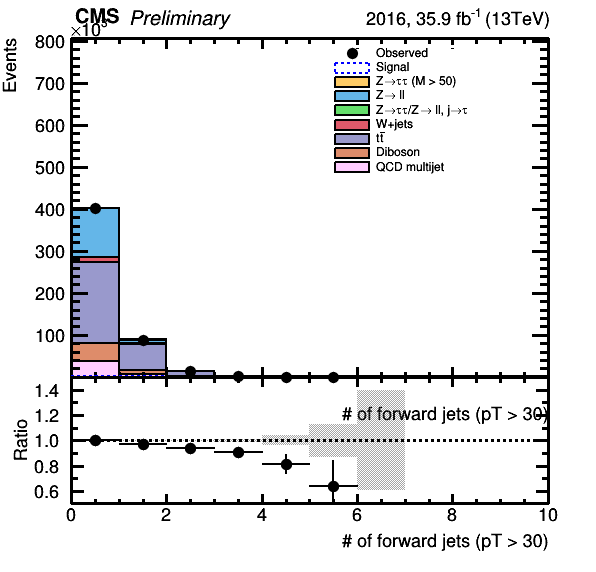 CMS Preliminary 2016, 35.9 fb⁻¹ (13TeV)
×10³
Events
800
700
600
500
400
300
200
100
Observed
Signal
Z→ττ (M > 50)
Z→ll
Z→ττ/Z→ll, j→τ
W+jets
tt̄
Diboson
QCD multijet
Ratio
1.4
1.2
1.0
0.8
0.6
# of forward jets (pT > 30)
0 2 4 6 8 10
# of forward jets (pT > 30)